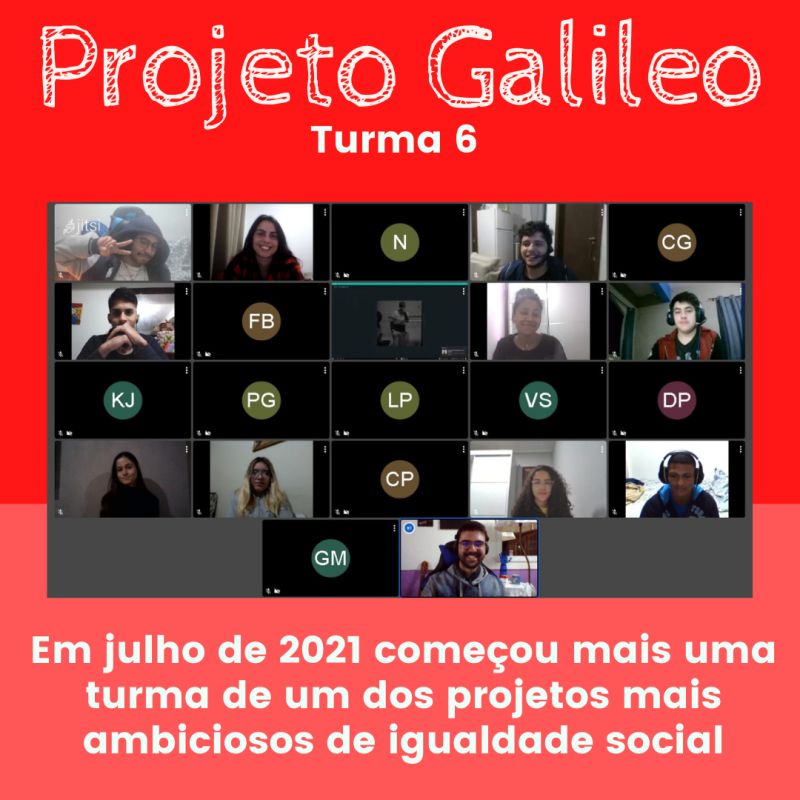 Projeto Galileo
Turma 6
jitsi
N
CG
FB
KJ
PG
LP
VS
DP
CP
GM
Em julho de 2021 começou mais uma
turma de um dos projetos mais
ambiciosos de igualdade social